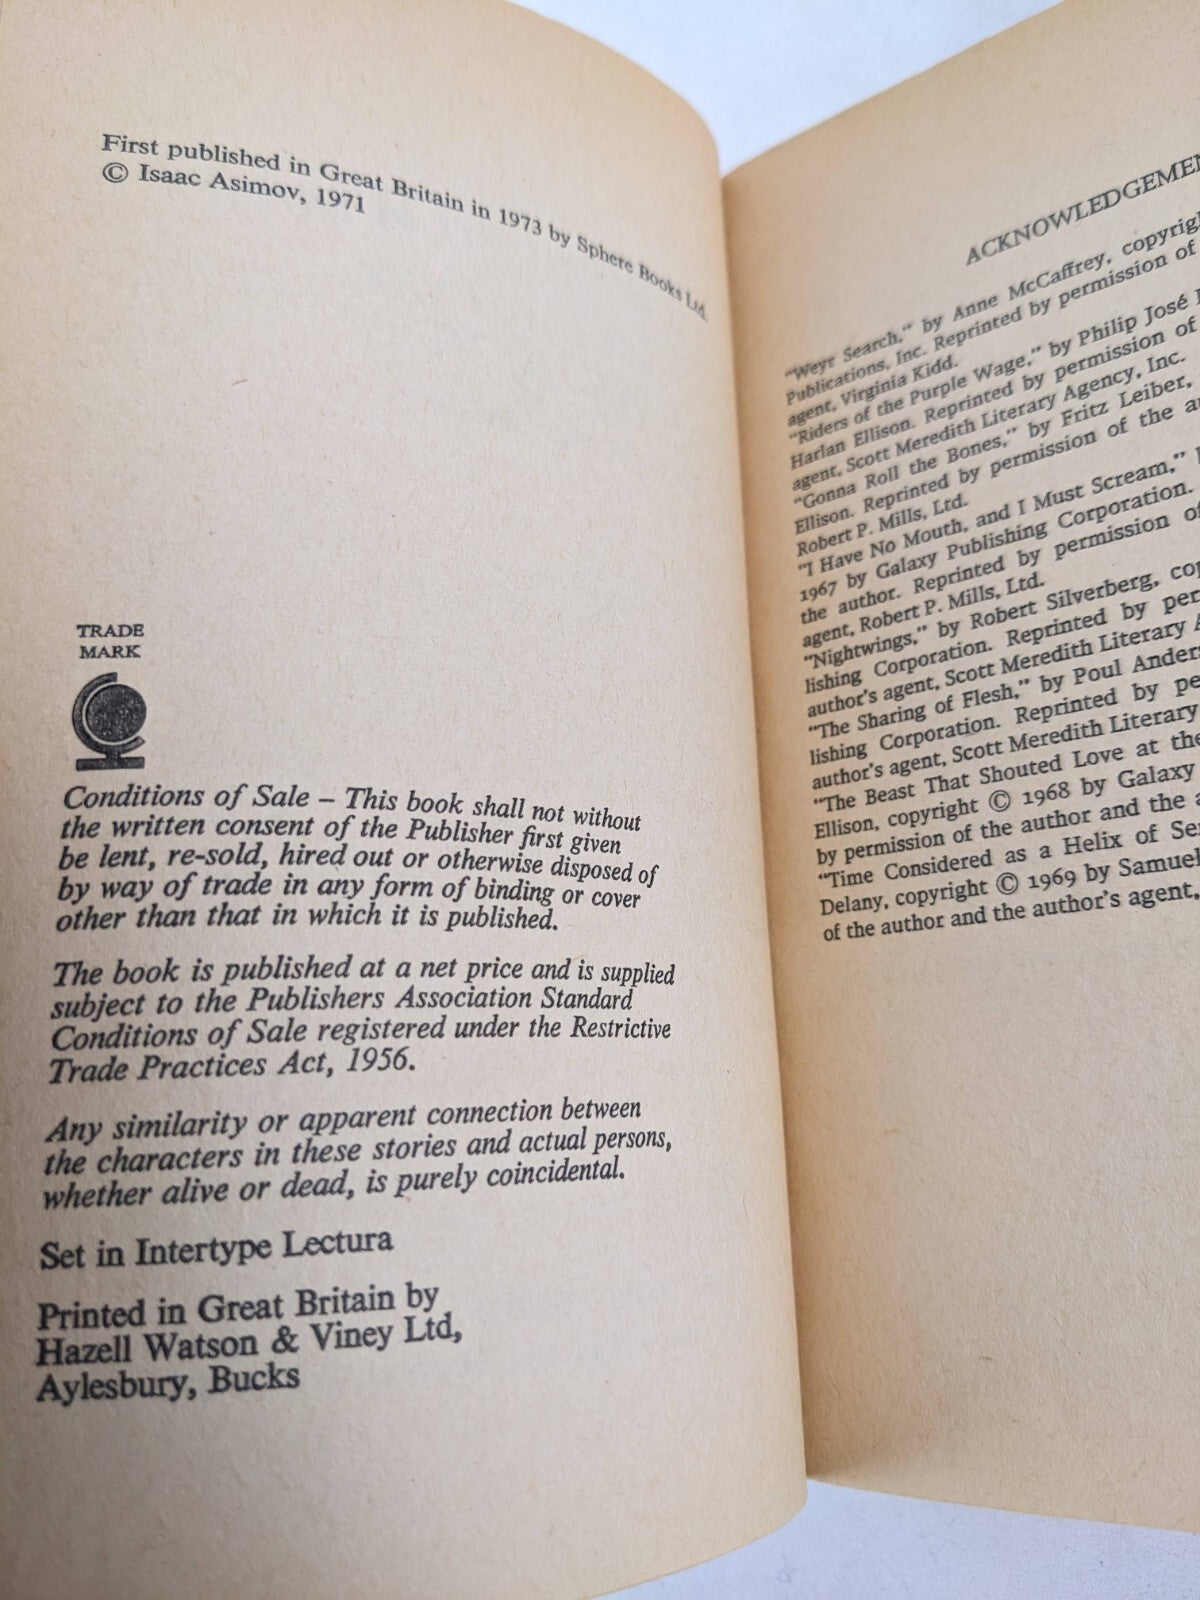 First published in Great Britain in 1973 by Sphere Books Ltd.
© Isaac Asimov, 1971
TRADE
MARK
Conditions of Sale – This book shall not without
the written consent of the Publisher first given
be lent, re-sold, hired out or otherwise disposed of
by way of trade in any form of binding or cover
other than that in which it is published.
The book is published at a net price and is supplied
subject to the Publishers Association Standard
Conditions of Sale registered under the Restrictive
Trade Practices Act, 1956.
Any similarity or apparent connection between
the characters in these stories and actual persons,
whether alive or dead, is purely coincidental.
Set in Intertype Lectura
Printed in Great Britain by
Hazell Watson & Viney Ltd,
Aylesbury, Bucks
ACKNOWLEDGEMEN
"Weyr Search," by Anne McCaffrey, copyrig
Publications, Inc. Reprinted by permission of
agent, Virginia Kidd.
"Riders of the Purple Wage," by Philip José
Harlan Ellison. Reprinted by permission of
agent, Scott Meredith Literary Agency, Inc.
"Gonna Roll the Bones," by Fritz Leiber,
Ellison. Reprinted by permission of the a
Robert P. Mills, Ltd.
"I Have No Mouth, and I Must Scream,"
1967 by Galaxy Publishing Corporation.
the author. Reprinted by permission of
agent, Robert P. Mills, Ltd.
"Nightwings," by Robert Silverberg, cop
lishing Corporation. Reprinted by per
author's agent, Scott Meredith Literary A
"The Sharing of Flesh," by Poul Anders
lishing Corporation. Reprinted by pe
author's agent, Scott Meredith Literary
"The Beast That Shouted Love at the
Ellison, copyright © 1968 by Galaxy
by permission of the author and the a
"Time Considered as a Helix of Se
Delany, copyright © 1969 by Samuel
of the author and the author's agent,